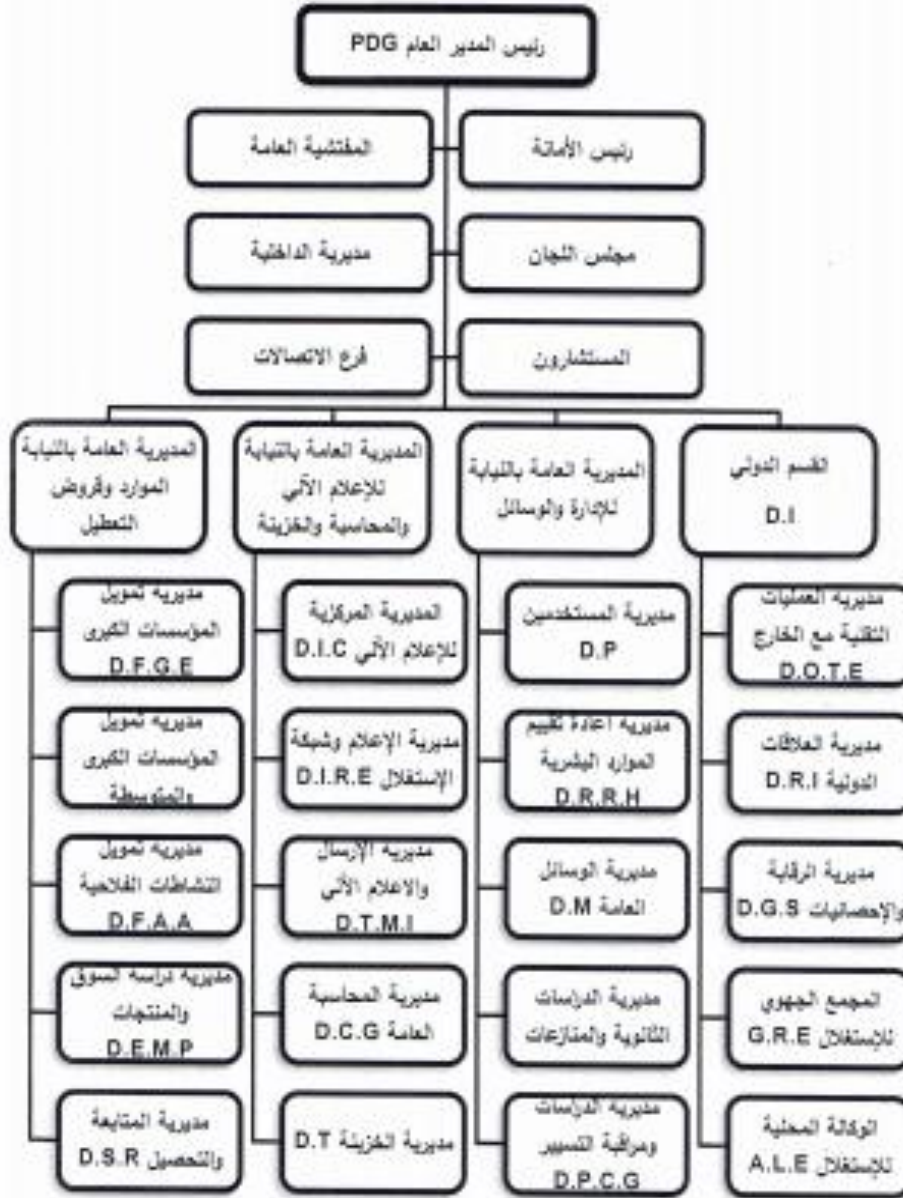 رئيس المدير العام PDG
رئيس الأمانة
المفتشية العامة
مجلس اللجان
مديرية الداخلية
المستشارون
فرع الاتصالات
القسم الدولي
D.I
المديرية العامة بالنيابة
للإدارة والوسائل
المديرية العامة بالنيابة
للإعلام الآلي
والمحاسبة والخزينة
المديرية العامة بالنيابة
الموارد وقروض
التعطيل
مديرية العمليات
التقنية مع الخارج
D.O.T.E
مديرية العلاقات
الدولية D.R.I
مديرية الرقابة
والإحصائيات D.G.S
المجمع الجهوي
للإستغلال G.R.E
الوكالة المحلية
للإستغلال A.L.E
مديرية المستخدمين
D.P
مديرية اعادة تقييم
الموارد البشرية
D.R.R.H
مديرية الوسائل
العامة D.M
مديرية الدراسات
الثانوية والمنازعات
مديرية الدراسات
ومراقبة التسيير
D.P.C.G
المديرية المركزية
للإعلام الآلي D.I.C
مديرية الإعلام وشبكة
الإستغلال D.I.R.E
مديرية الإرسال
والاعلام الألي
D.T.M.I
مديرية المحاسبة
العامة D.C.G
مديرية الخزينة D.T
مديرية تمويل
المؤسسات الكبرى
D.F.G.E
مديرية تمويل
المؤسسات الكبرى
والمتوسطة
مديرية تمويل
النشاطات الفلاحية
D.F.A.A
مديرية دراسة السوق
والمنتجات
D.E.M.P
مديرية المتابعة
والتحصيل D.S.R